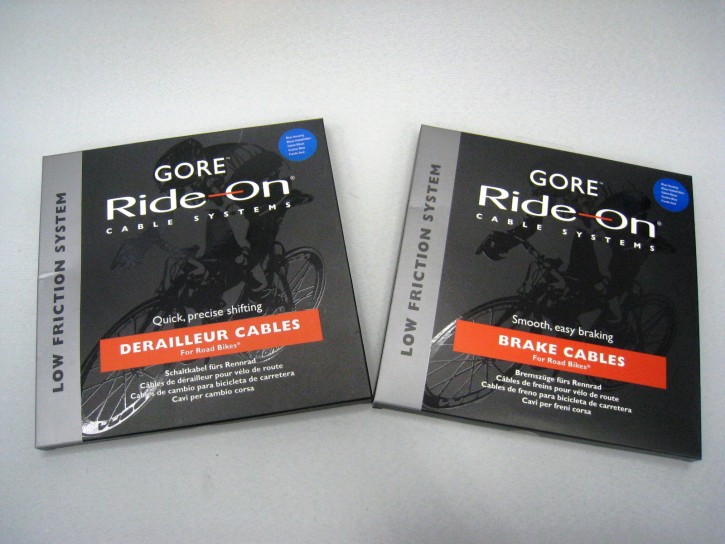 LOW FRICTION SYSTEM
GORE™
Ride-On®
CABLE SYSTEMS
Quick, precise shifting
DERAILLEUR CABLES
For Road Bikes*
Schaltkabel fürs Rennrad
Câbles de dérailleur pour vélo de route
Cables de cambio para bicicleta de carretera
Cavi per cambio corsa
LOW FRICTION SYSTEM
GORE™
Ride-On®
CABLE SYSTEMS
Smooth, easy braking
BRAKE CABLES
For Road Bikes*
Bremszüge fürs Rennrad
Câbles de freins pour vélo de route
Cables de freno para bicicleta de carretera
Cavi per freni corsa